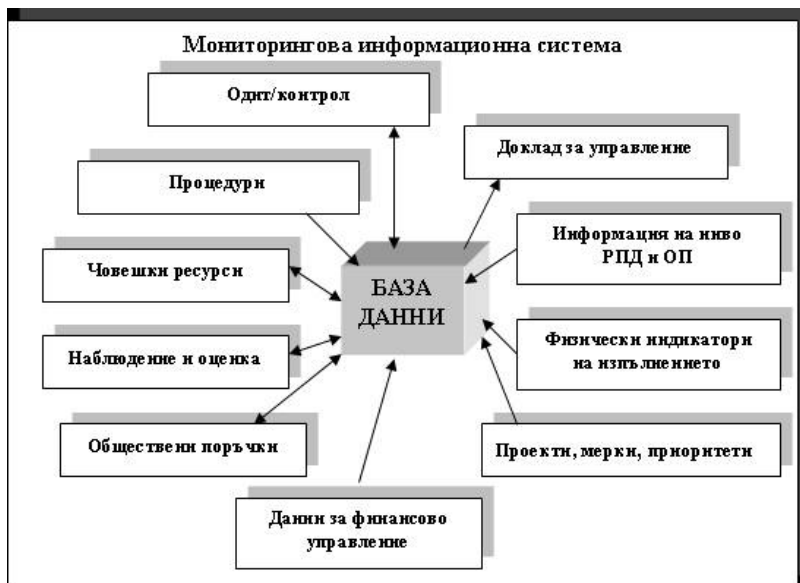 Мониторингова информационна система
Одит/контрол
Доклад за управление
Процедури
Информация на ниво
РПД и ОП
Човешки ресурси
БАЗА
ДАННИ
Физически индикатори
на изпълнението
Наблюдение и оценка
Обществени поръчки
Проекти, мерки, приоритети
Данни за финансово
управление